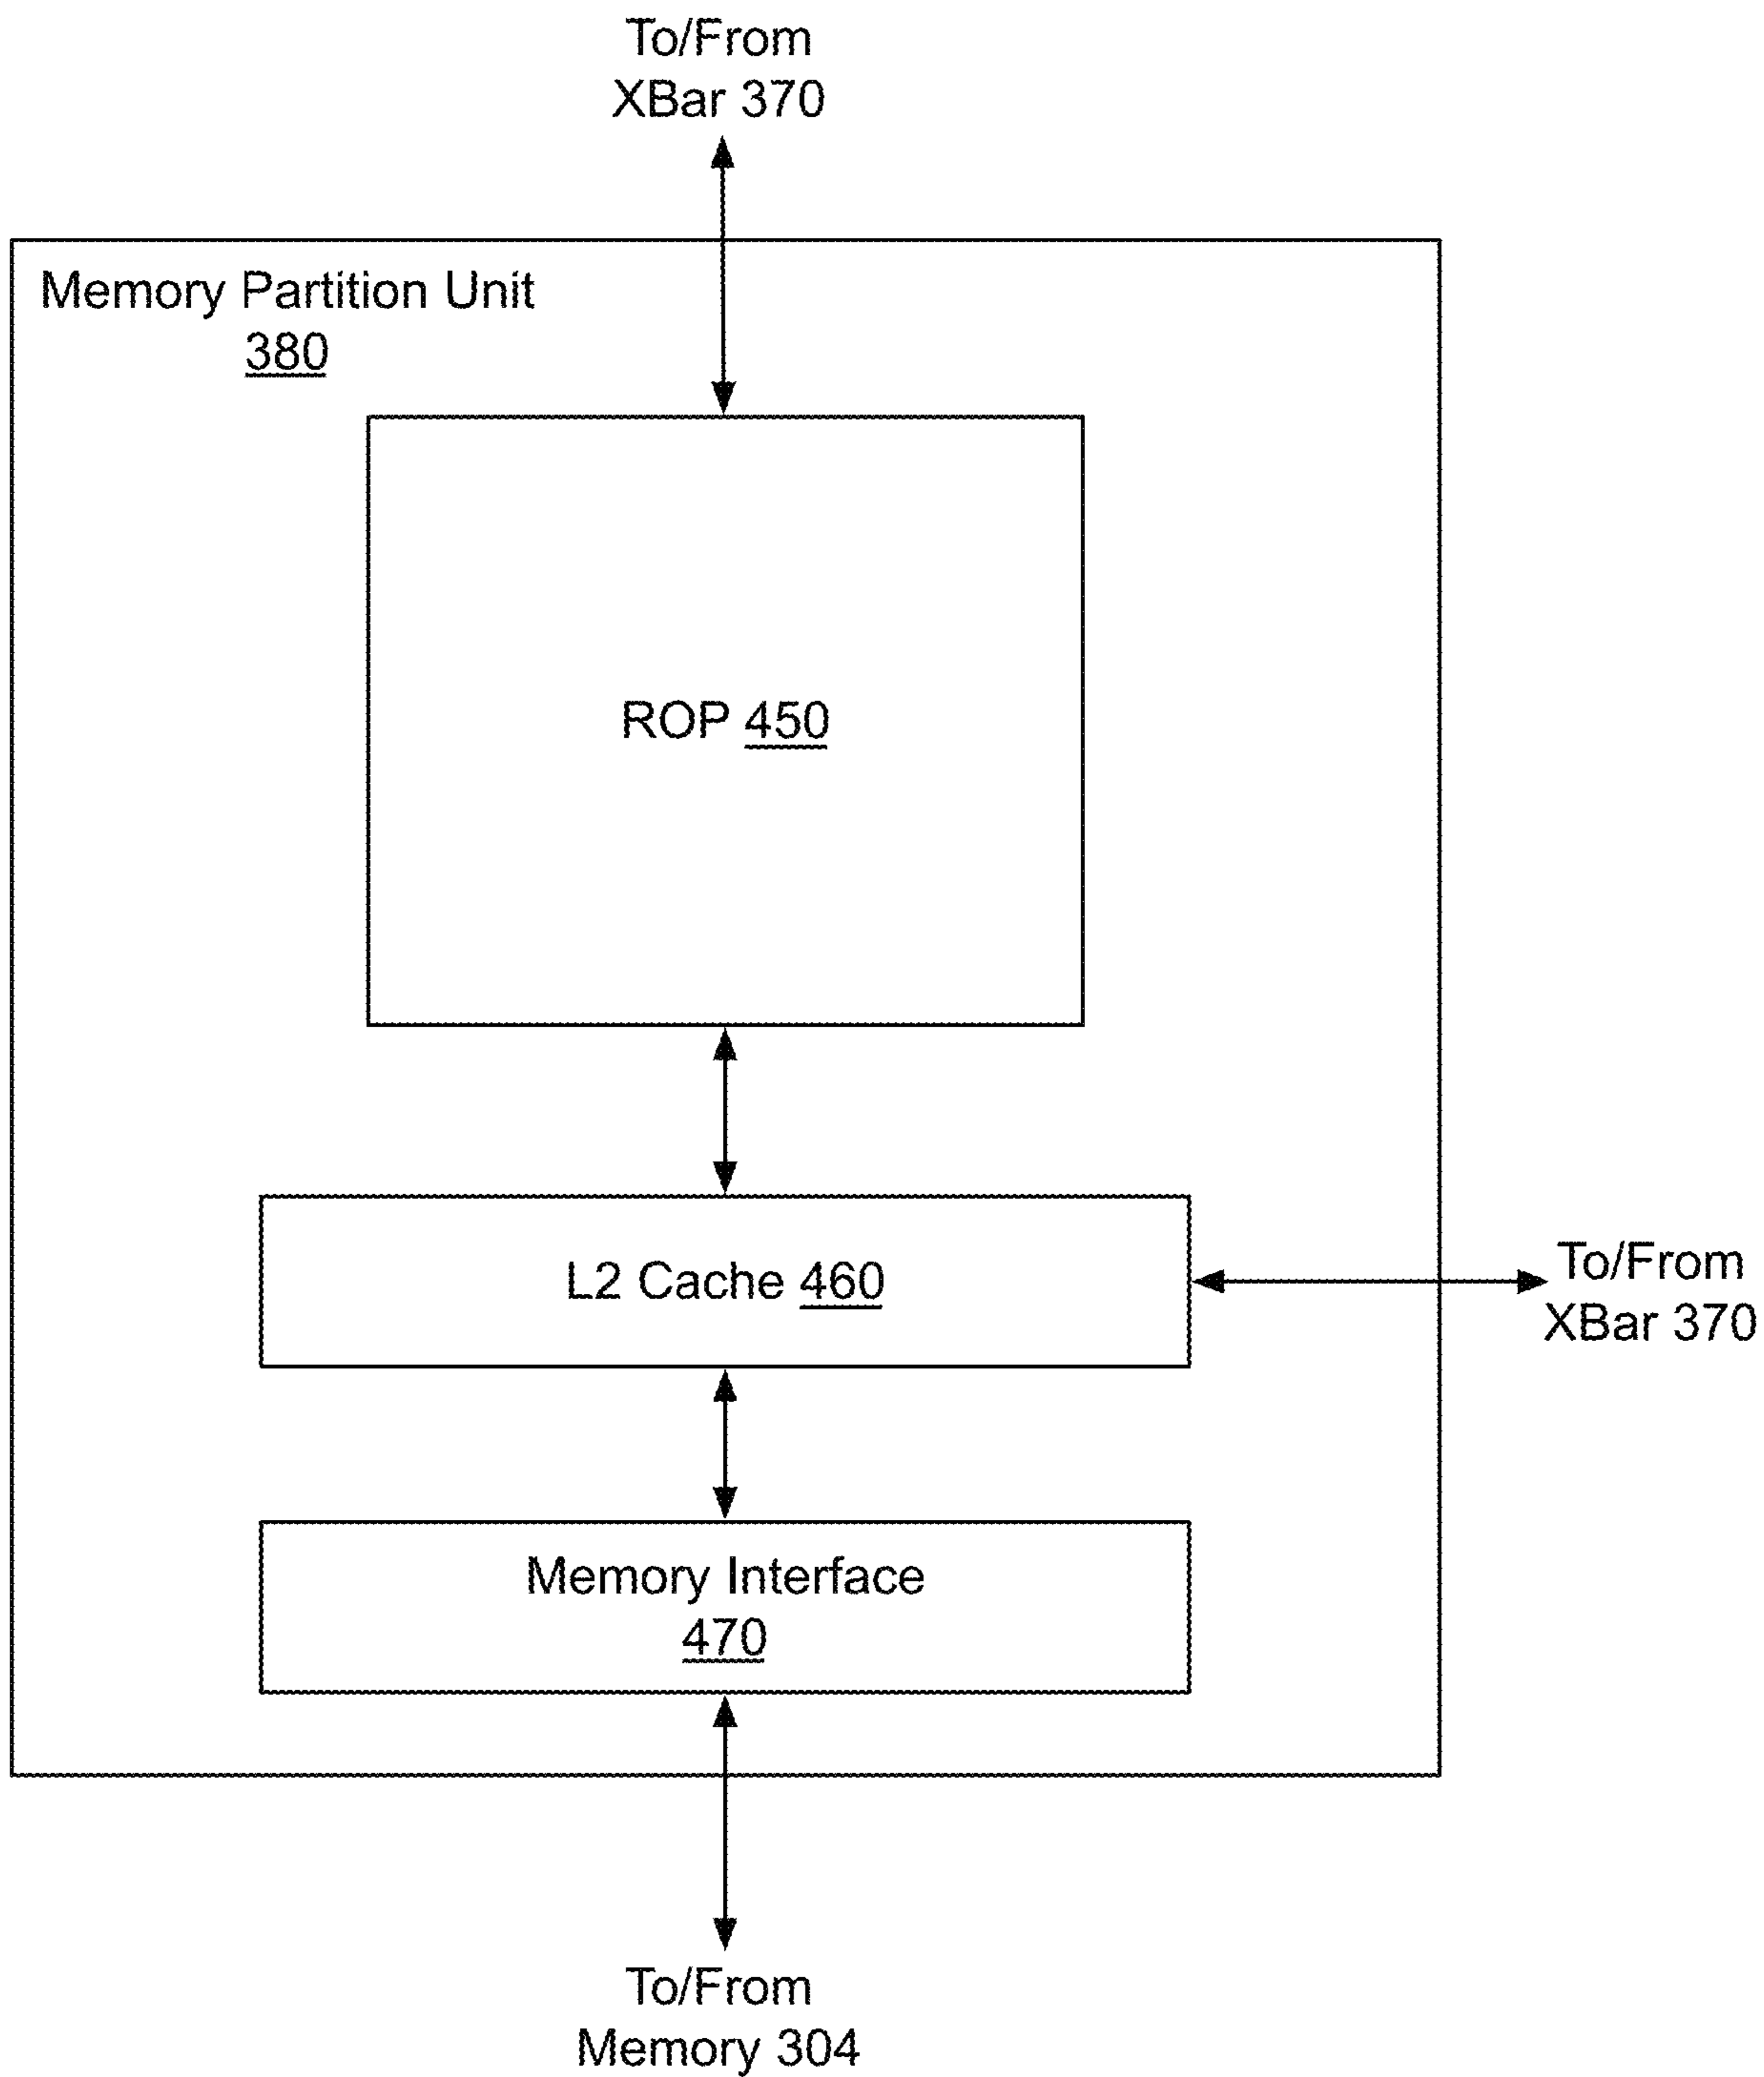 To/From
XBar 370
Memory Partition Unit
380
ROP 450
L2 Cache 460
To/From
XBar 370
Memory Interface
470
To/From
Memory 304